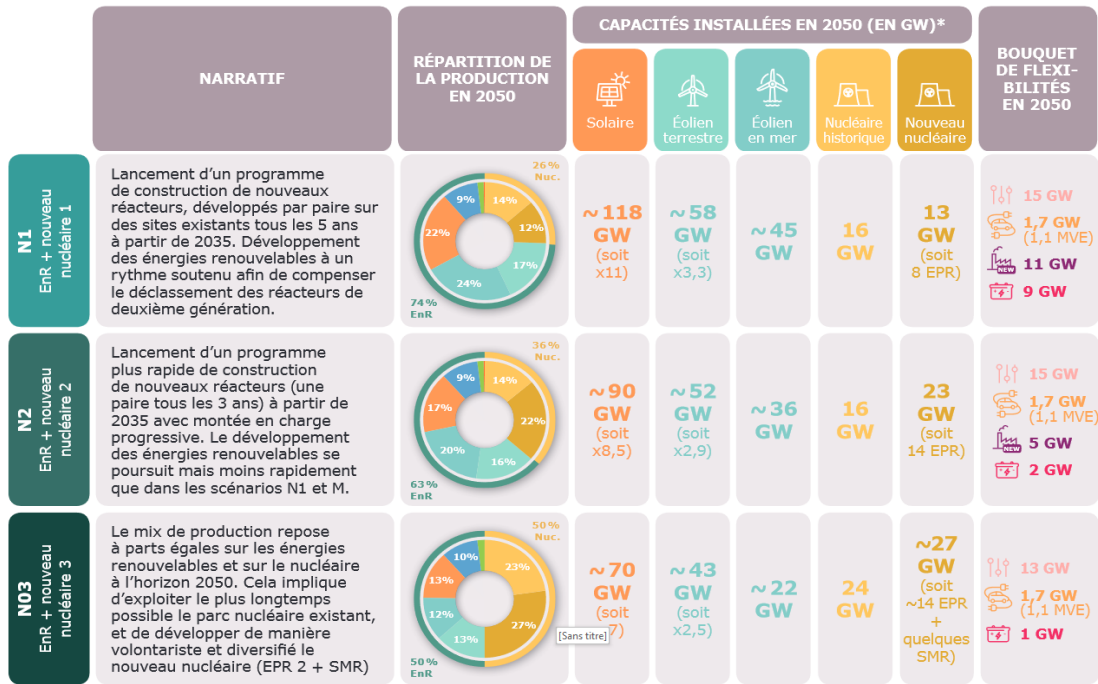 NARRATIF
RÉPARTITION DE
LA PRODUCTION
EN 2050
CAPACITÉS INSTALLÉES EN 2050 (EN GW)*
Solaire
Éolien
terrestre
Éolien
en mer
Nucléaire
historique
Nouveau
nucléaire
BOUQUET
DE FLEXI-
BILITÉS
EN 2050
N1
EnR + nouveau
nucléaire 1
Lancement d’un programme
de construction de nouveaux
réacteurs, développés par paire sur
des sites existants tous les 5 ans
à partir de 2035. Développement
des énergies renouvelables à un
rythme soutenu afin de compenser
le déclassement des réacteurs de
deuxième génération.
26%
Nuc.
14%
12%
17%
24%
22%
9%
74%
EnR
~118
GW
(soit
x11)
~58
GW
(soit
x3,3)
~45
GW
16
GW
13
GW
(soit
8 EPR)
15 GW
1,7 GW
(1,1 MVE)
NEW
11 GW
9 GW
N2
EnR + nouveau
nucléaire 2
Lancement d’un programme
plus rapide de construction
de nouveaux réacteurs (une
paire tous les 3 ans) à partir de
2035 avec montée en charge
progressive. Le développement
des énergies renouvelables se
poursuit mais moins rapidement
que dans les scénarios N1 et M.
36%
Nuc.
14%
22%
16%
20%
17%
9%
63%
EnR
~90
GW
(soit
x8,5)
~52
GW
(soit
x2,9)
~36
GW
16
GW
23
GW
(soit
14 EPR)
15 GW
1,7 GW
(1,1 MVE)
NEW
5 GW
2 GW
N03
EnR + nouveau
nucléaire 3
Le mix de production repose
à parts égales sur les énergies
renouvelables et sur le nucléaire
à l’horizon 2050. Cela implique
d’exploiter le plus longtemps
possible le parc nucléaire existant,
et de développer de manière
volontariste et diversifié le
nouveau nucléaire (EPR 2 + SMR)
50%
Nuc.
23%
27%
13%
12%
13%
10%
50%
EnR
[Sans titre]
~70
GW
(soit
7)
~43
GW
(soit
x2,5)
~22
GW
24
GW
~27
GW
(soit
~14 EPR
+
quelques
SMR)
13 GW
1,7 GW
(1,1 MVE)
1 GW